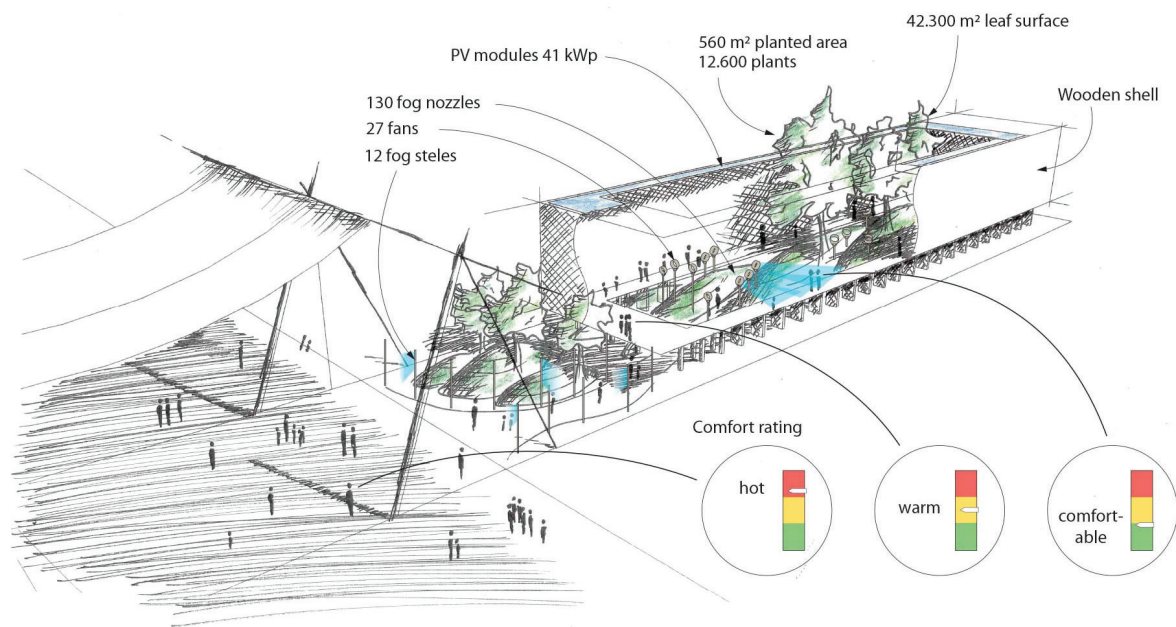 42.300 m² leaf surface
560 m² planted area
12.600 plants
PV modules 41 kWp
Wooden shell
130 fog nozzles
27 fans
12 fog steles
Comfort rating
hot
warm
comfort-
able